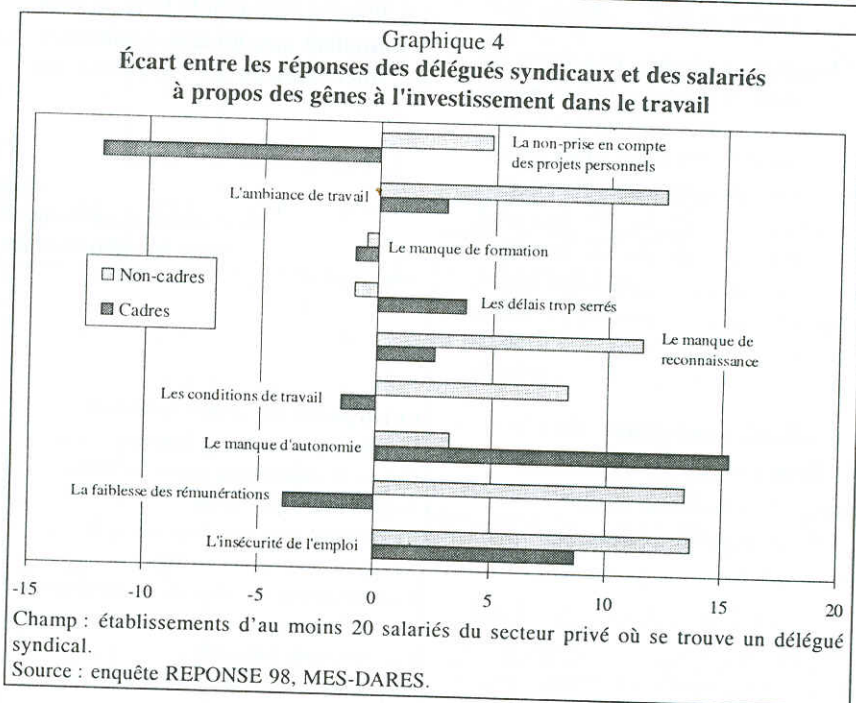 Graphique 4
Écart entre les réponses des délégués syndicaux et des salariés
à propos des gênes à l'investissement dans le travail
La non-prise en compte
des projets personnels
L'ambiance de travail
Le manque de formation
Non-cadres
Cadres
Les délais trop serrés
Le manque de
reconnaissance
Les conditions de travail
Le manque d'autonomie
La faiblesse des rémunérations
L'insécurité de l'emploi
-15 -10 -5 0 5 10 15 20
Champ : établissements d'au moins 20 salariés du secteur privé où se trouve un délégué
syndical.
Source : enquête REPONSE 98, MES-DARES.